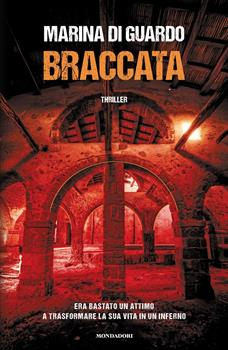 MARINA DI GUARDO
BRACCATA
THRILLER
ERA BASTATO UN ATTIMO
A TRASFORMARE LA SUA VITA IN UN INFERNO
MONDADORI